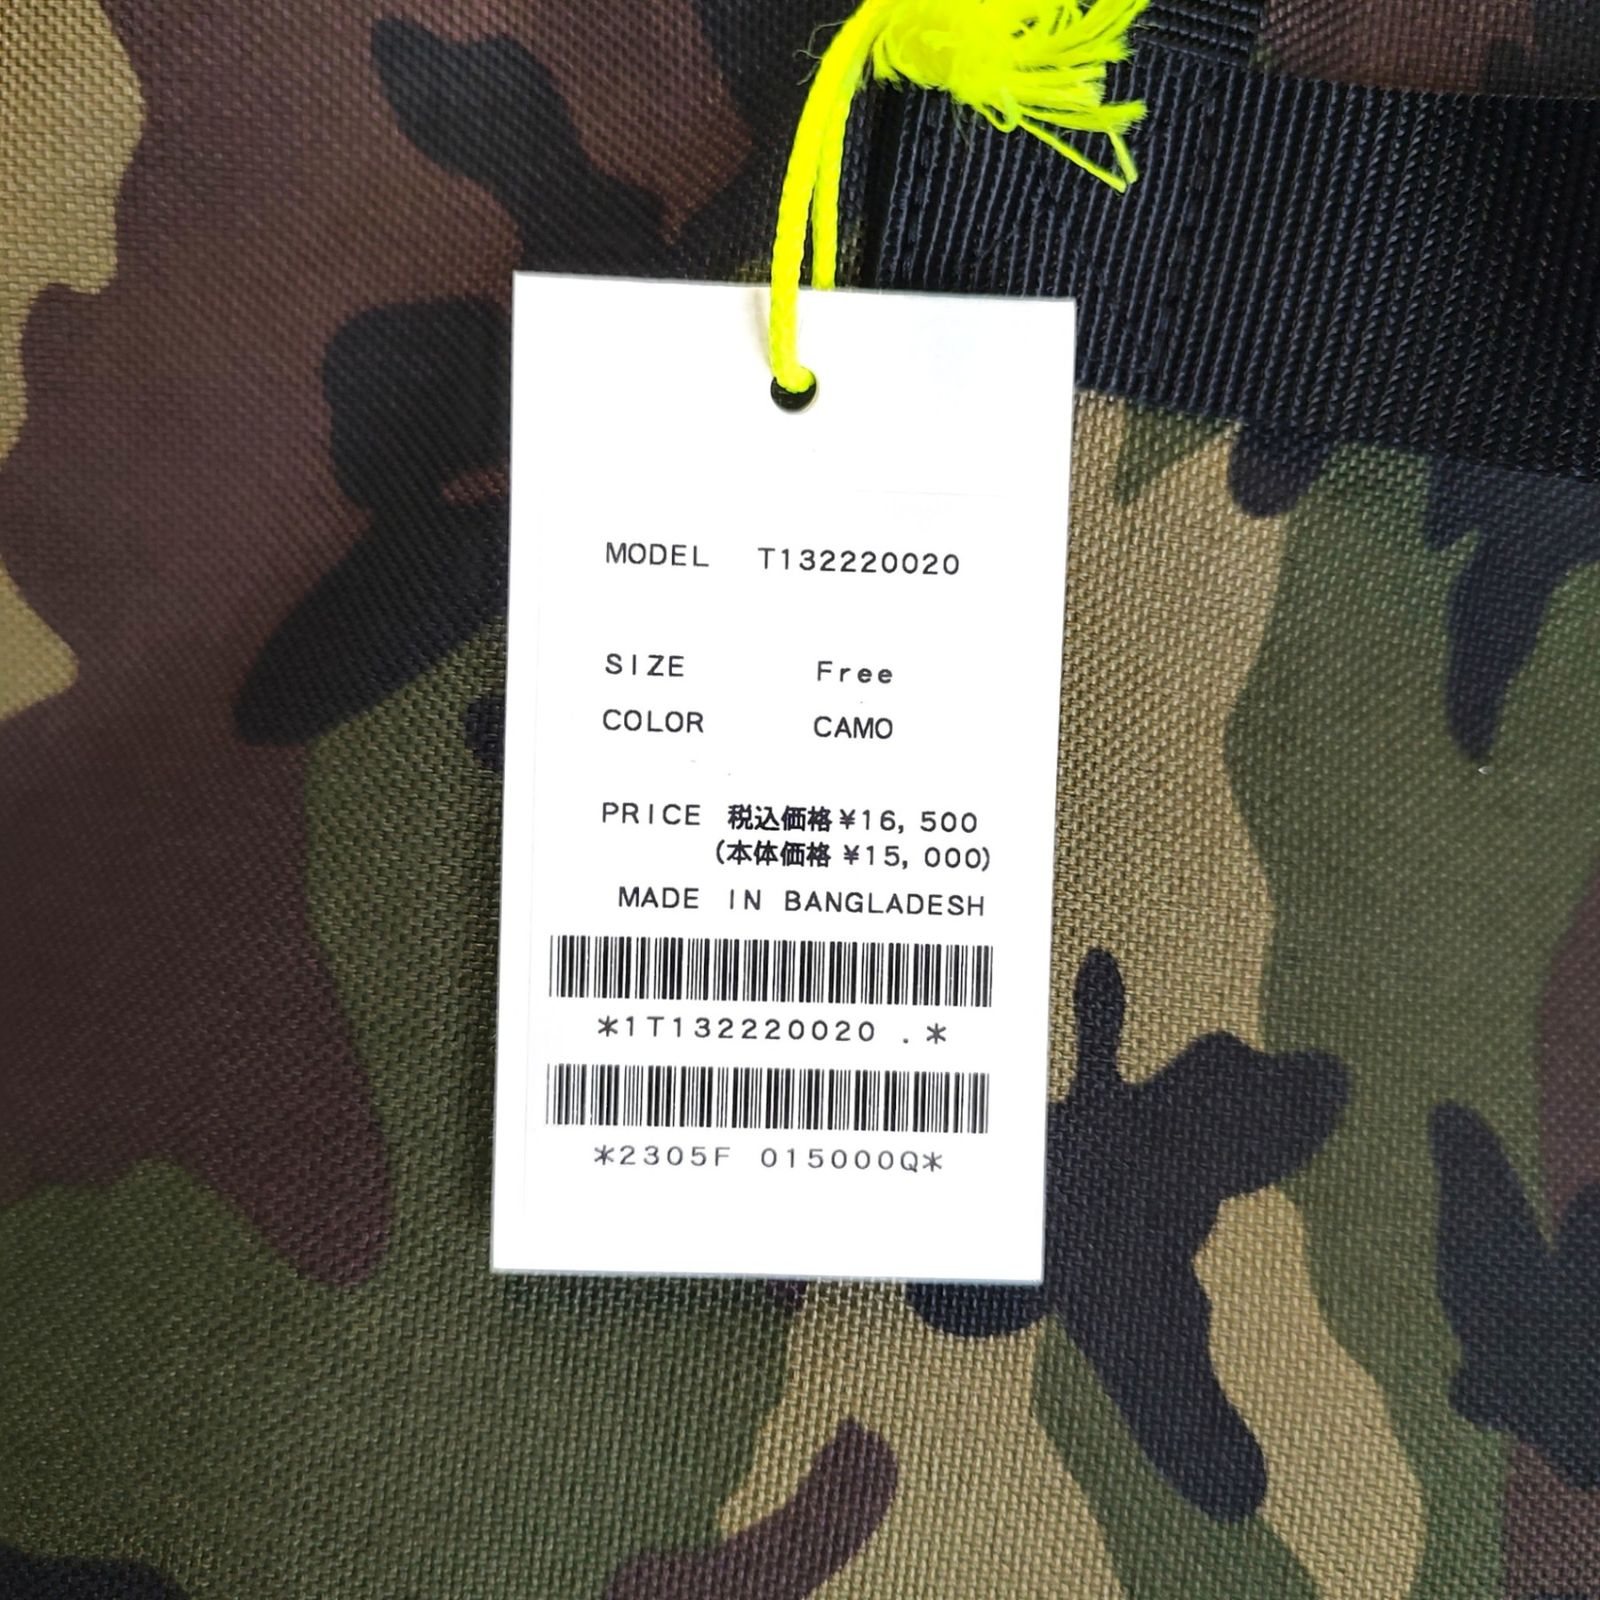 MODEL T132220020
SIZE Free
COLOR CAMO
PRICE 税込価格 ¥16,500
(本体価格 ¥15,000)
MADE IN BANGLADESH
*1T132220020 .*
*2305F 015000Q*